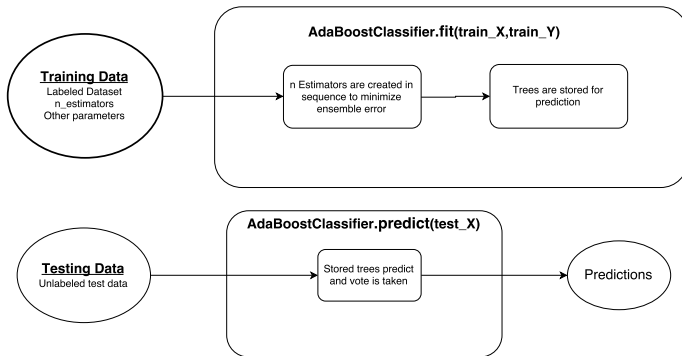 AdaBoostClassifier.fit(train_X,train_Y)
Training Data
Labeled Dataset
n_estimators
Other parameters
n Estimators are created in
sequence to minimize
ensemble error
Trees are stored for
prediction
AdaBoostClassifier.predict(test_X)
Testing Data
Unlabeled test data
Stored trees predict
and vote is taken
Predictions